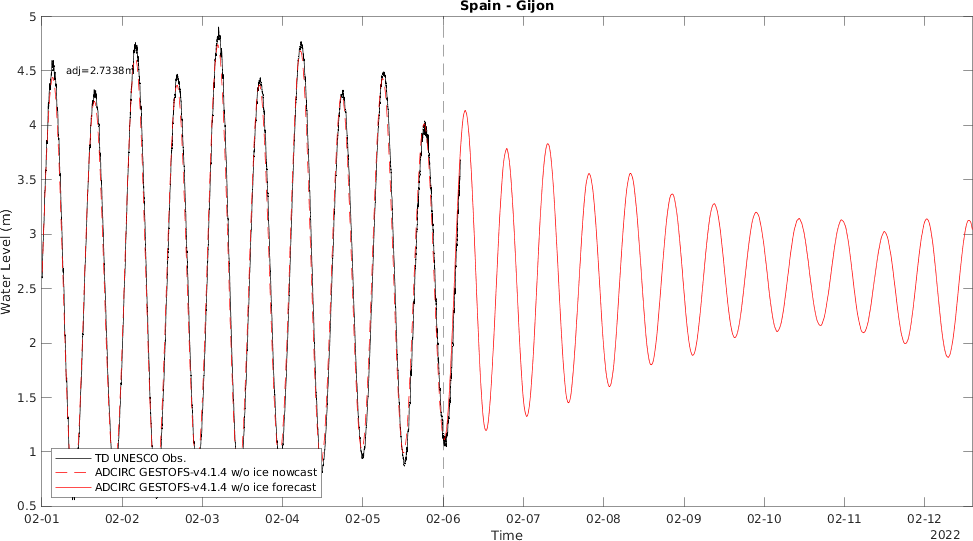 Spain - Gijon
5
4.5
4
3.5
3
2.5
2
1.5
1
0.5
Water Level (m)
adj=2.7338m
TD UNESCO Obs.
ADCIRC GESTOFS-v4.1.4 w/o ice nowcast
ADCIRC GESTOFS-v4.1.4 w/o ice forecast
02-01 02-02 02-03 02-04 02-05 02-06 02-07 02-08 02-09 02-10 02-11 02-12
Time
2022